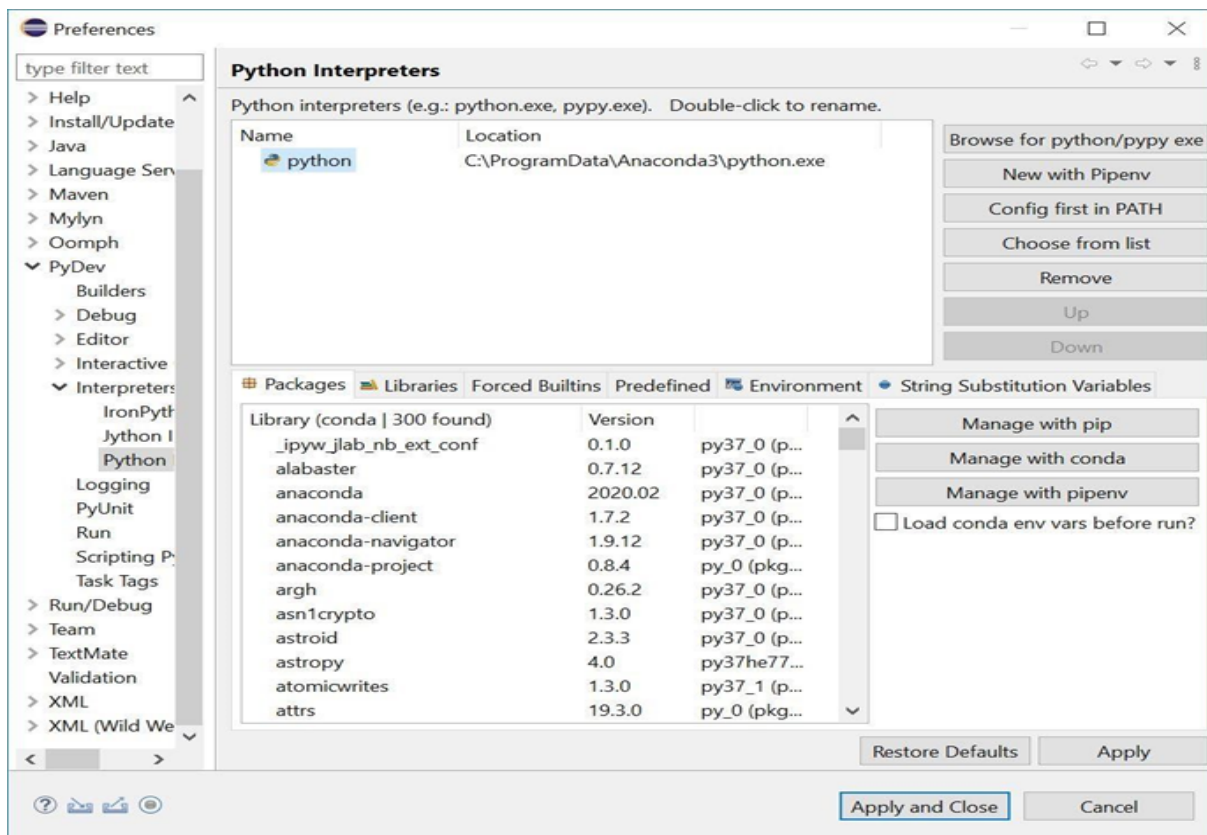 Preferences
type filter text
Help
Install/Update
Java
Language Serv
Maven
Mylyn
Oomph
PyDev
Builders
Debug
Editor
Interactive
Interpreters
IronPyth
Jython I
Python
Logging
PyUnit
Run
Scripting Py
Task Tags
Run/Debug
Team
TextMate
Validation
XML
XML (Wild We
Python Interpreters
Python interpreters (e.g.: python.exe, pypy.exe). Double-click to rename.
Name Location
python C:\ProgramData\Anaconda3\python.exe
Browse for python/pypy exe
New with Pipenv
Config first in PATH
Choose from list
Remove
Up
Down
Packages Libraries Forced Builtins Predefined Environment String Substitution Variables
Library (conda | 300 found) Version
_ipyw_jlab_nb_ext_conf 0.1.0 py37_0 (p...
alabaster 0.7.12 py37_0 (p...
anaconda 2020.02 py37_0 (p...
anaconda-client 1.7.2 py37_0 (p...
anaconda-navigator 1.9.12 py37_0 (p...
anaconda-project 0.8.4 py_0 (pkg...
argh 0.26.2 py37_0 (p...
asn1crypto 1.3.0 py37_0 (p...
astroid 2.3.3 py37_0 (p...
astropy 4.0 py37he77...
atomicwrites 1.3.0 py37_1 (p...
attrs 19.3.0 py_0 (pkg...
Manage with pip
Manage with conda
Manage with pipenv
Load conda env vars before run?
Restore Defaults Apply
Apply and Close Cancel